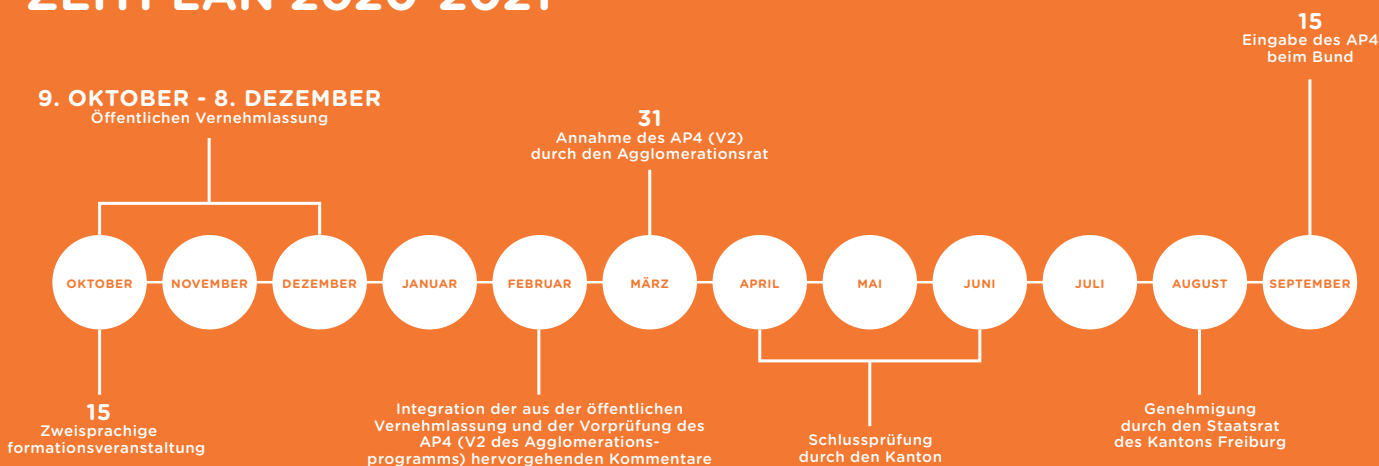 ZEITPLAN 2020-2021
15
Eingabe des AP4
beim Bund
9. OKTOBER - 8. DEZEMBER
Öffentlichen Vernehmlassung
31
Annahme des AP4 (V2)
durch den Agglomerationsrat
OKTOBER
NOVEMBER
DEZEMBER
JANUAR
FEBRUAR
MÄRZ
APRIL
MAI
JUNI
JULI
AUGUST
SEPTEMBER
15
Zweisprachige
formationsveranstaltung
Integration der aus der öffentlichen
Vernehmlassung und der Vorprüfung des
AP4 (V2 des Agglomerations-
programms) hervorgehenden Kommentare
Schlussprüfung
durch den Kanton
Genehmigung
durch den Staatsrat
des Kantons Freiburg